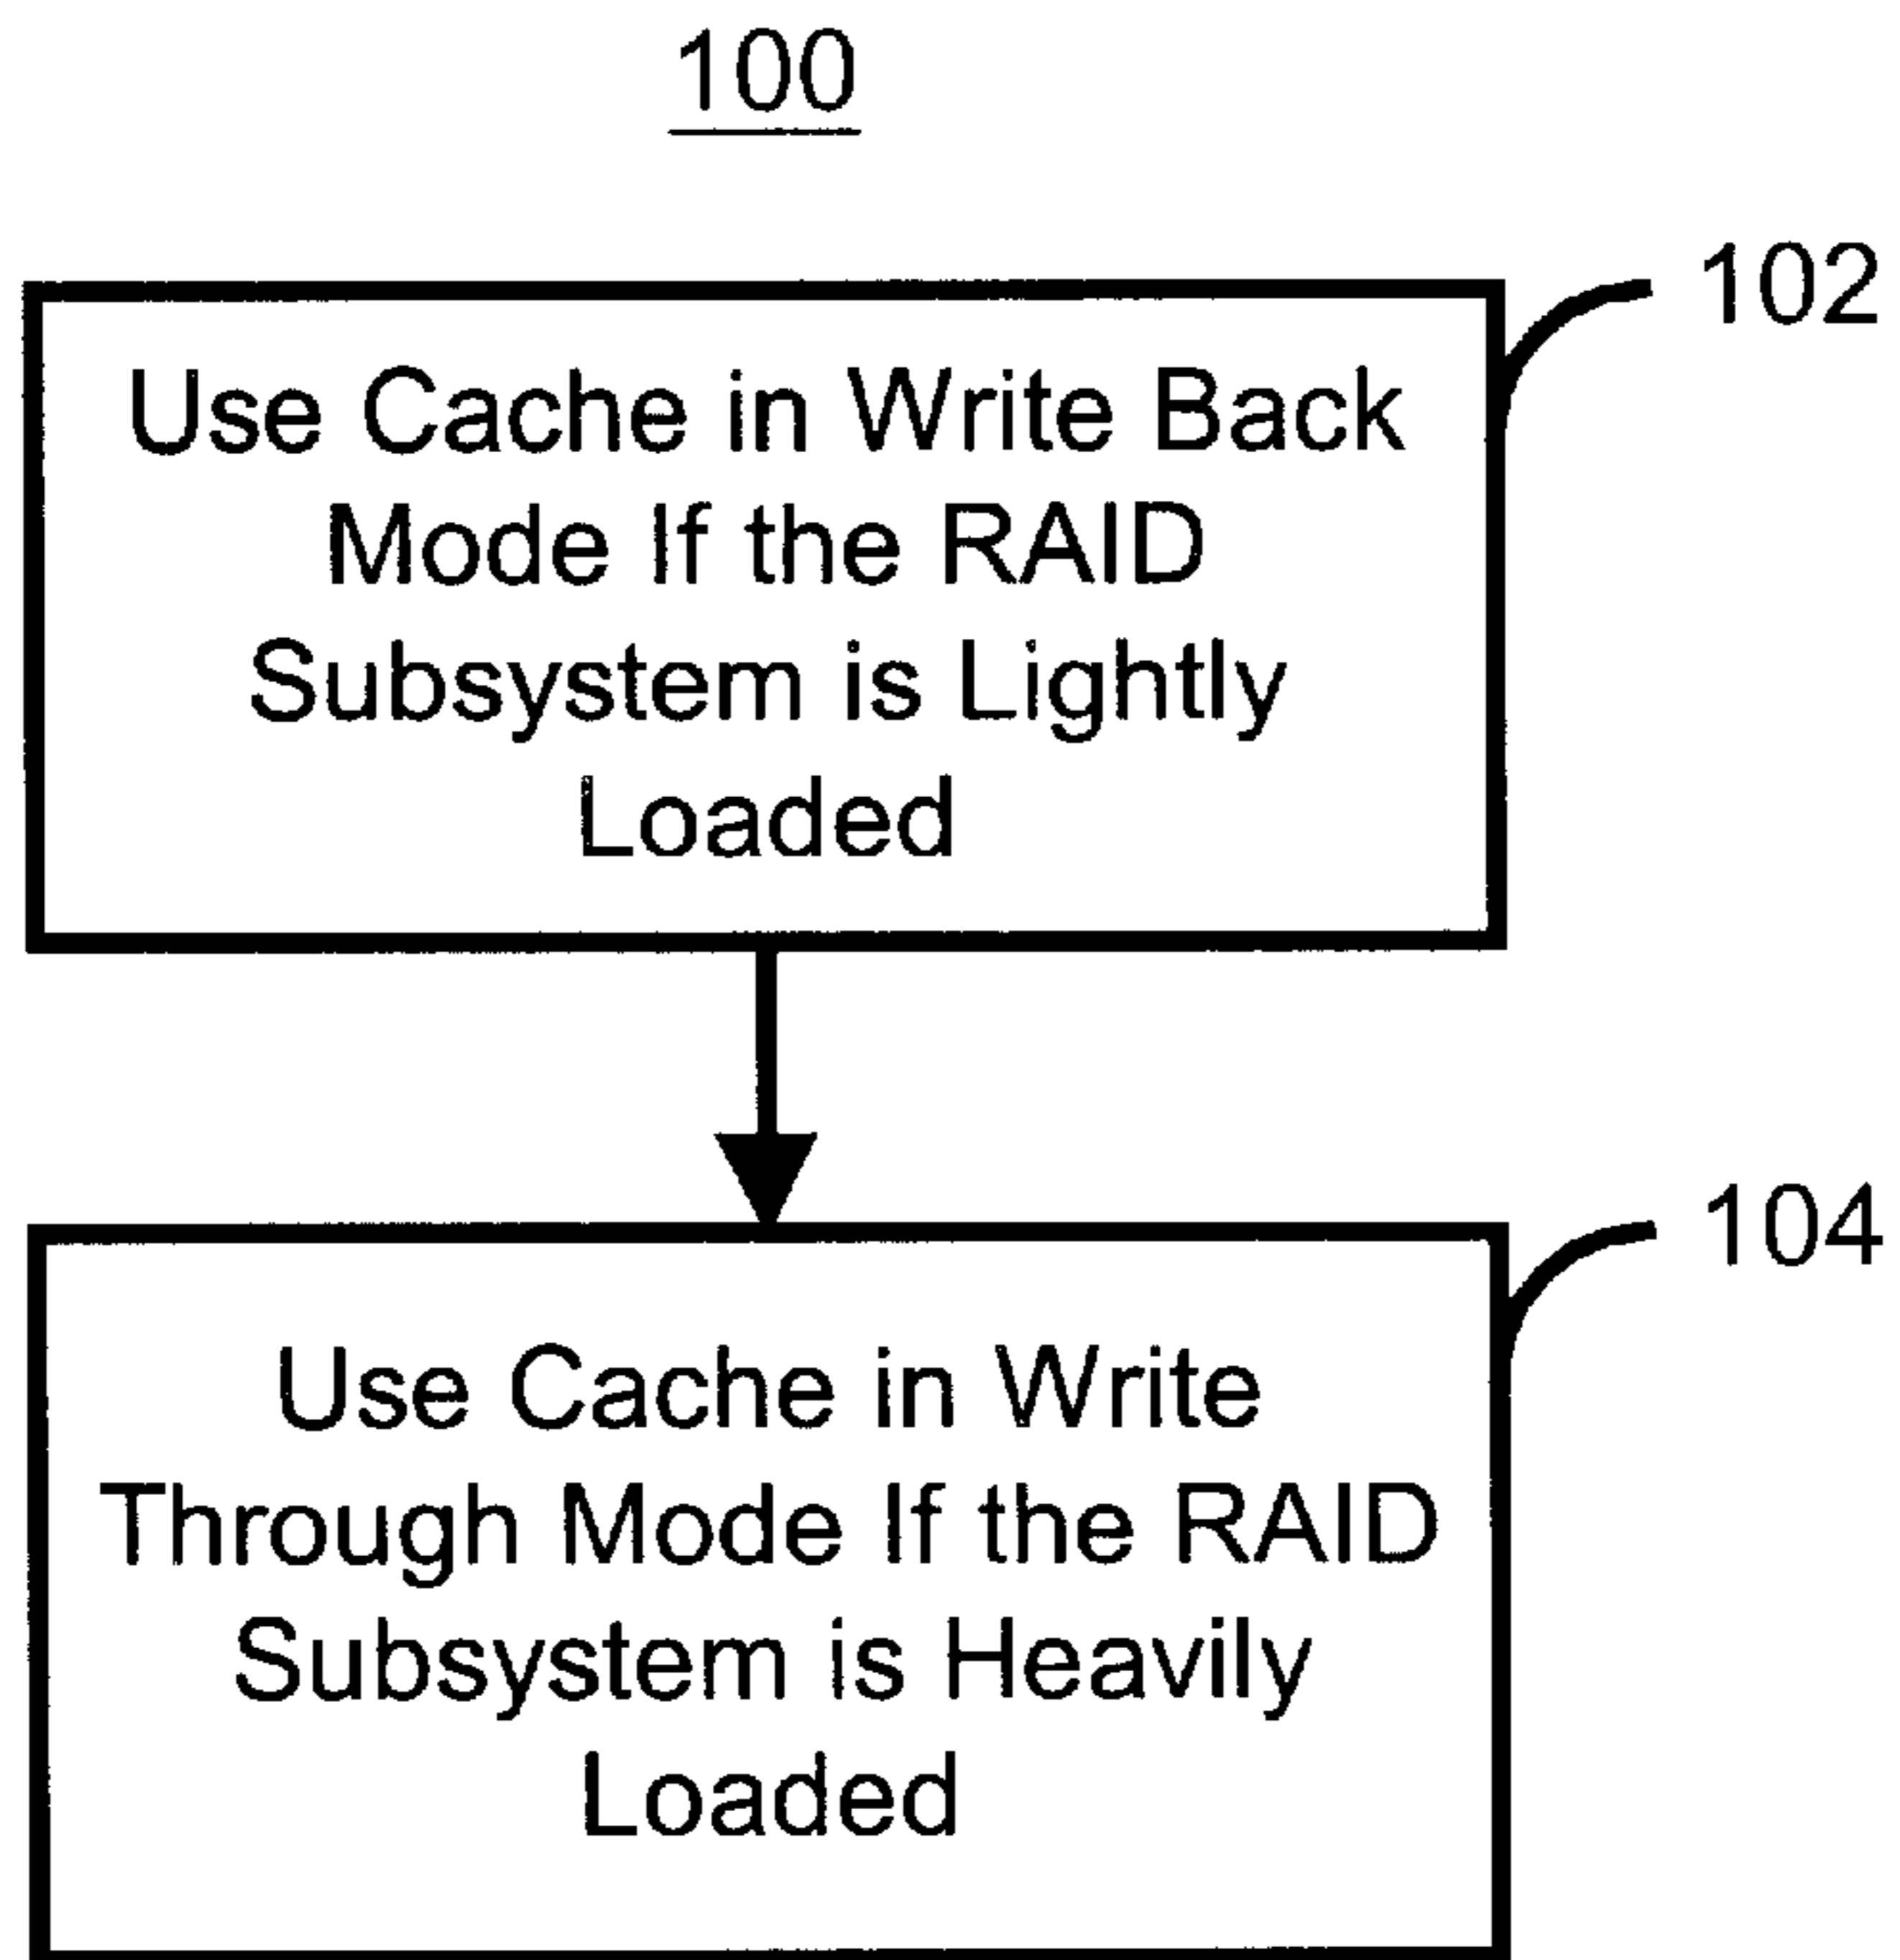 100
102
Use Cache in Write Back
Mode If the RAID
Subsystem is Lightly
Loaded
104
Use Cache in Write
Through Mode If the RAID
Subsystem is Heavily
Loaded